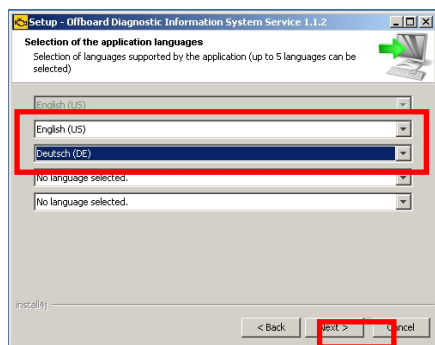 Setup - Offboard Diagnostic Information System Service 1.1.2
Selection of the application languages
Selection of languages supported by the application (up to 5 languages can be
selected)
English (US)
English (US)
Deutsch (DE)
No language selected.
No language selected.
install4j
< Back Next > Cancel